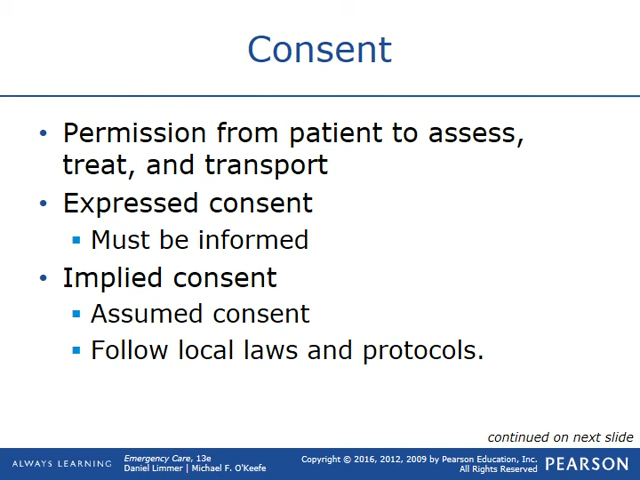 Consent
• Permission from patient to assess,
treat, and transport
• Expressed consent
▪ Must be informed
• Implied consent
▪ Assumed consent
▪ Follow local laws and protocols.
continued on next slide
ALWAYS LEARNING
Emergency Care, 13e
Daniel Limmer | Michael F. O'Keefe
Copyright © 2016, 2012, 2009 by Pearson Education, Inc.
All Rights Reserved
PEARSON